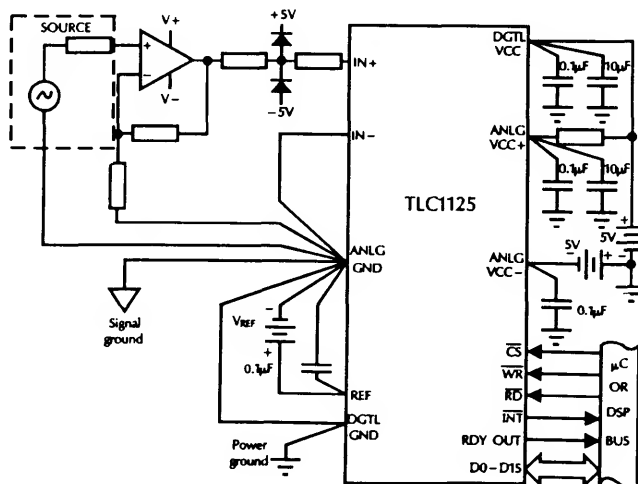 SOURCE
V+
+
−
V−
+5V
−5V
IN+
IN−
ANLG
GND
Signal
ground
VREF
−
+
0.1µF
REF
DGTL
GND
Power
ground
TLC1125
DGTL
VCC
0.1µF
10µF
ANLG
VCC+
0.1µF
10µF
ANLG
VCC−
5V
−
+
5V
+
−
0.1µF
CS
WR
RD
INT
RDY OUT
D0–D15
µC
OR
DSP
BUS